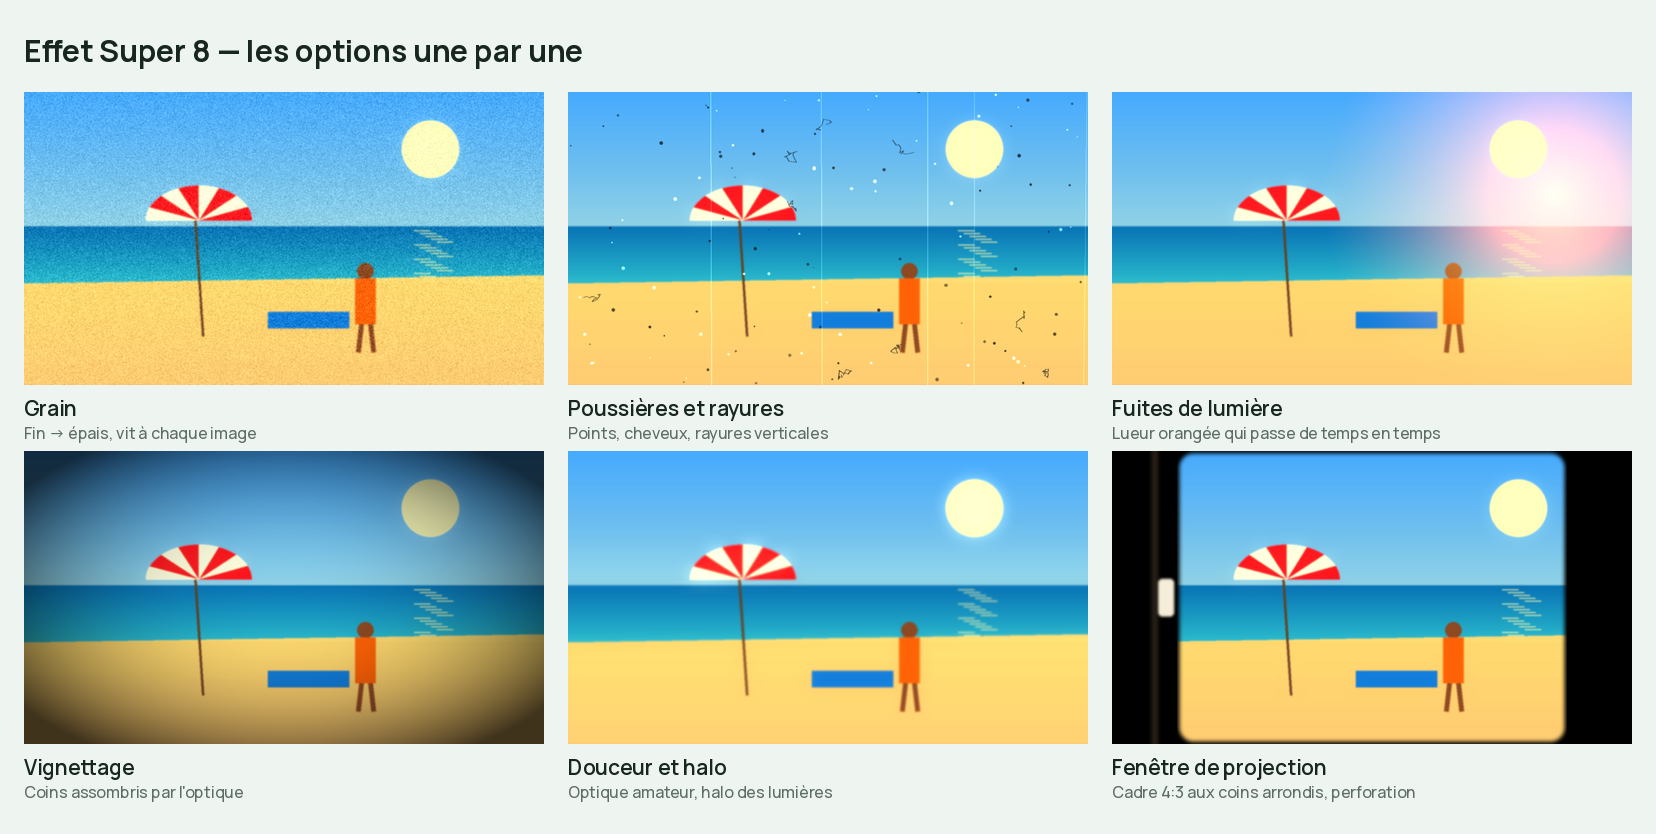 Effet Super 8 — les options une par une
Grain
Fin → épais, vit à chaque image
Poussières et rayures
Points, cheveux, rayures verticales
Fuites de lumière
Lueur orangée qui passe de temps en temps
Vignettage
Coins assombris par l'optique
Douceur et halo
Optique amateur, halo des lumières
Fenêtre de projection
Cadre 4:3 aux coins arrondis, perforation